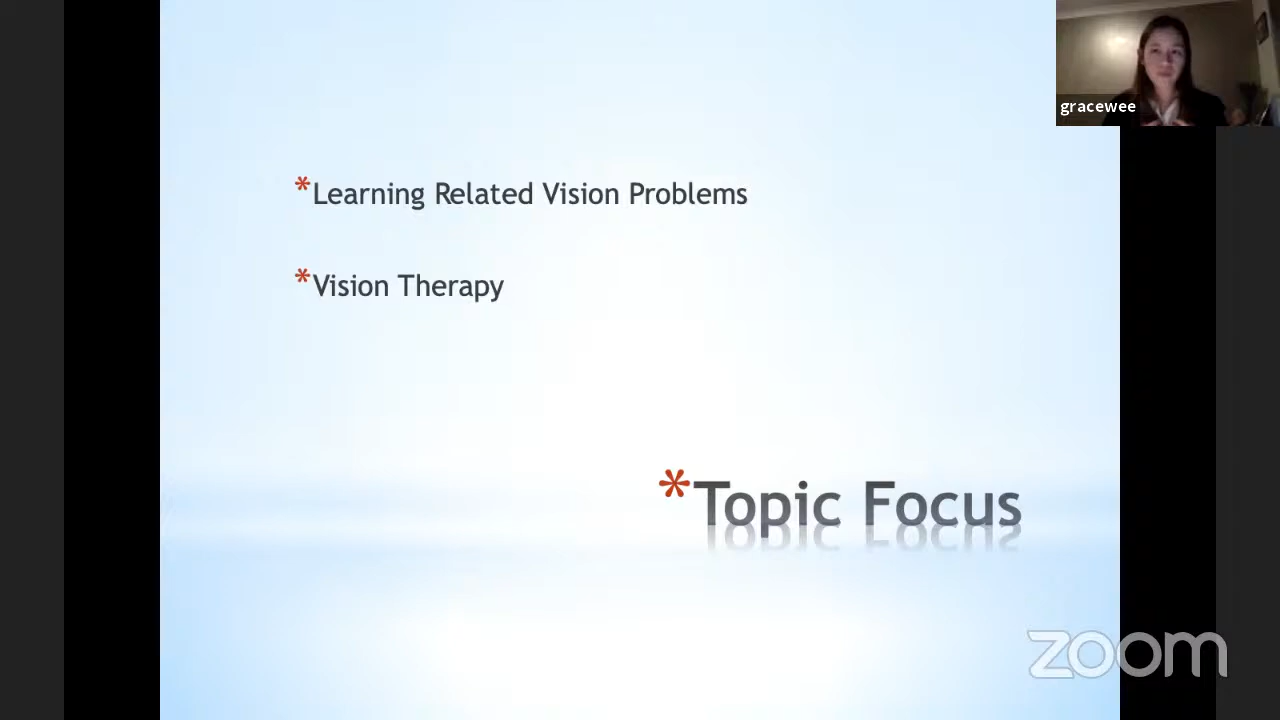 gracewee
*Learning Related Vision Problems
*Vision Therapy
*Topic Focus
zoom